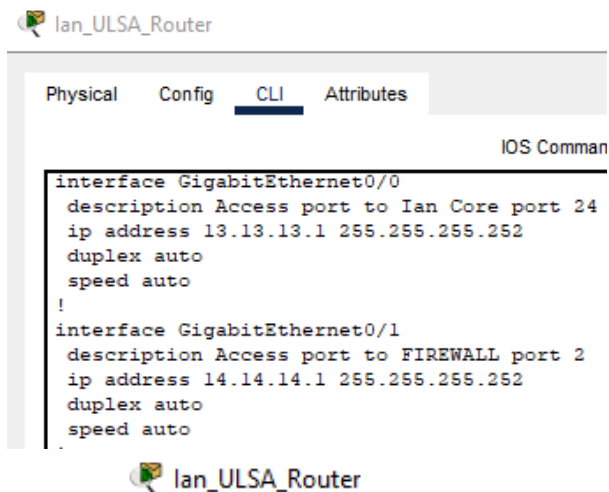 Ian_ULSA_Router
Physical Config CLI Attributes
IOS Comman
interface GigabitEthernet0/0
description Access port to Ian Core port 24
ip address 13.13.13.1 255.255.255.252
duplex auto
speed auto
!
interface GigabitEthernet0/1
description Access port to FIREWALL port 2
ip address 14.14.14.1 255.255.255.252
duplex auto
speed auto
Ian_ULSA_Router